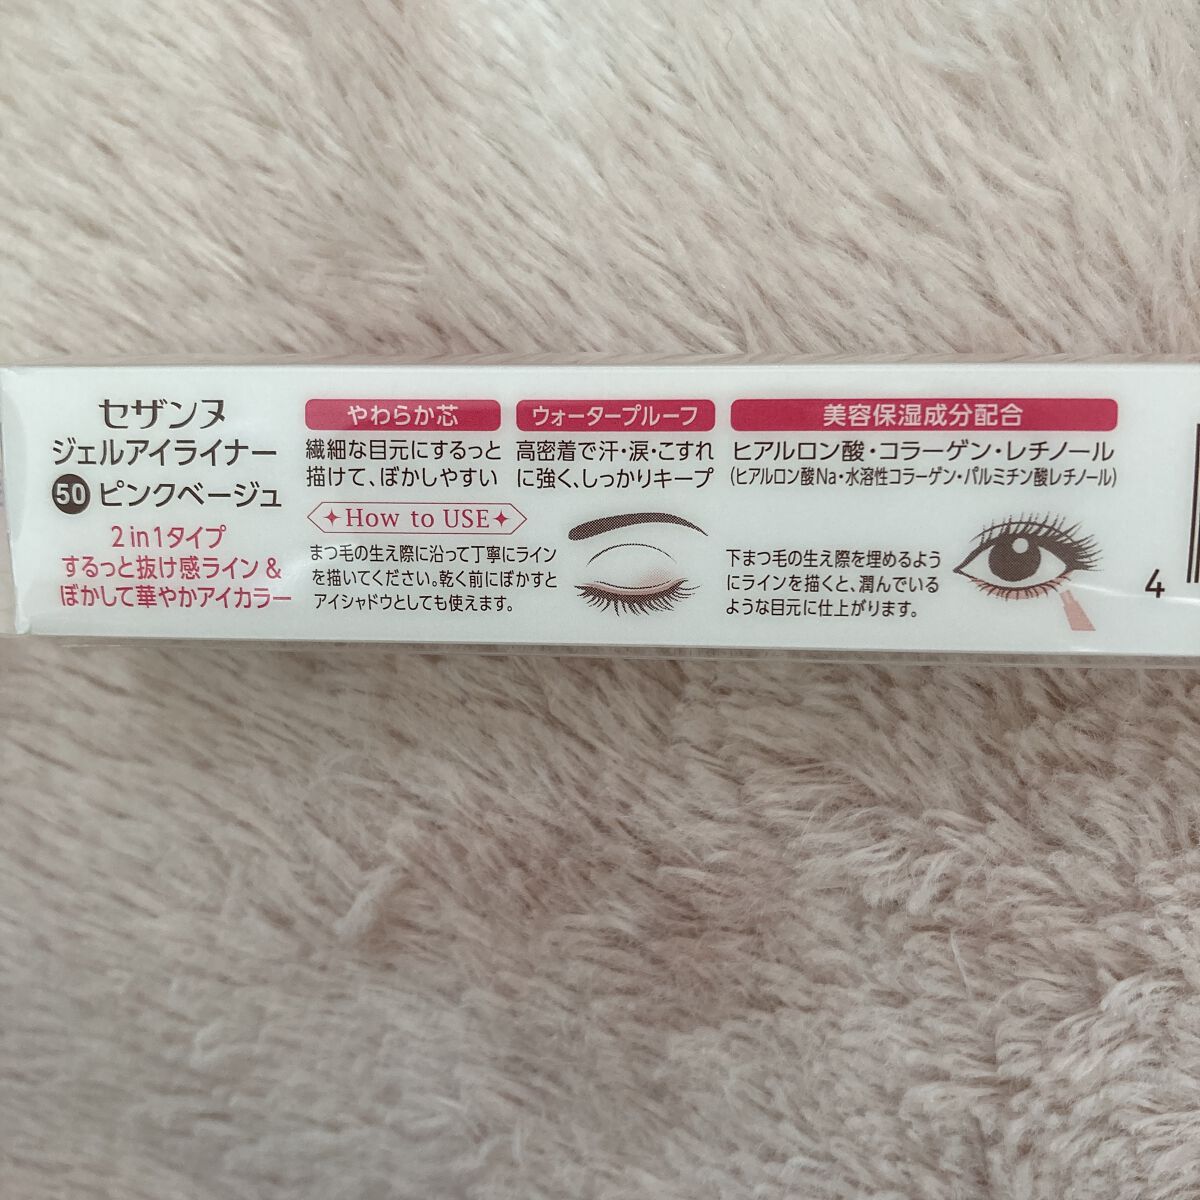 セザンヌ
ジェルアイライナー
50 ピンクベージュ
2in1タイプ
するっと抜け感ライン&
ぼかして華やかアイカラー
やわらか芯
繊細な目元にするっと
描けて、ぼかしやすい
ウォータープルーフ
高密着で汗・涙・こすれ
に強く、しっかりキープ
美容保湿成分配合
ヒアルロン酸・コラーゲン・レチノール
(ヒアルロン酸Na・水溶性コラーゲン・パルミチン酸レチノール)
How to USE
まつ毛の生え際に沿って丁寧にライン
を描いてください。乾く前にぼかすと
アイシャドウとしても使えます。
下まつ毛の生え際を埋めるよう
にラインを描くと、潤んでいる
ような目元に仕上がります。
4